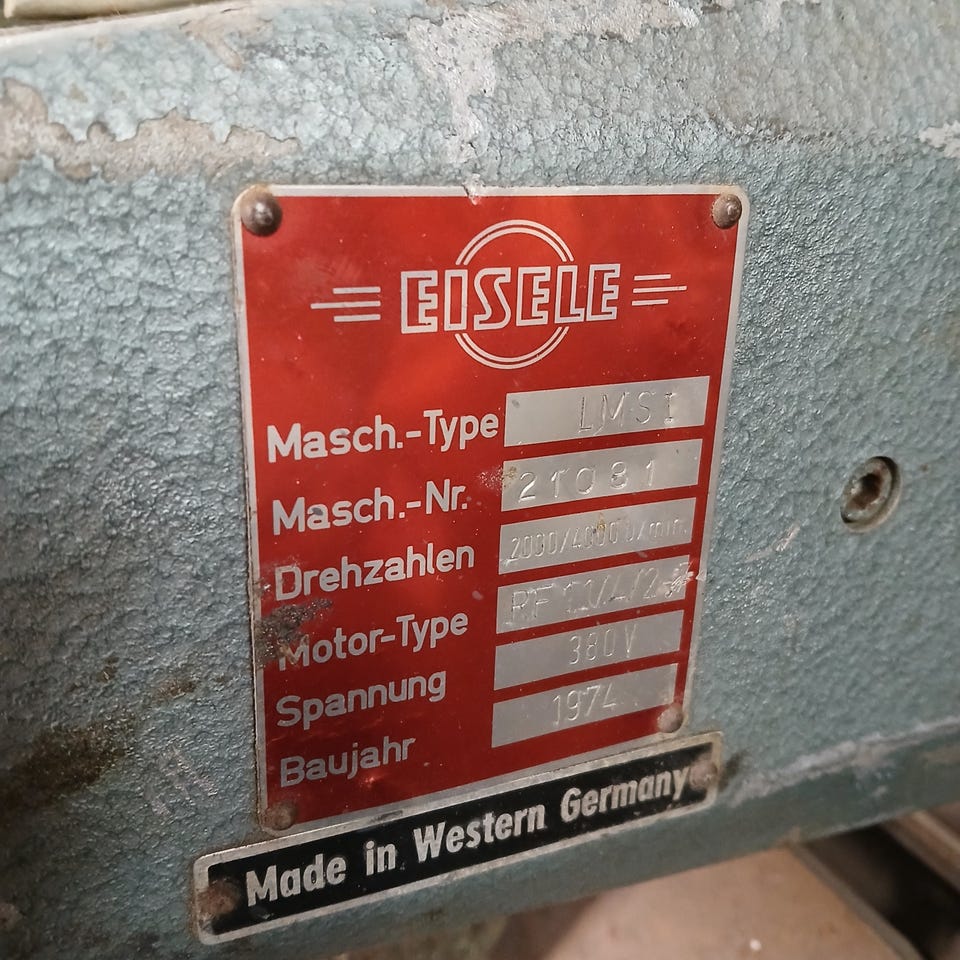 EISELE
Masch.-Type LMSI
Masch.-Nr. 21081
Drehzahlen 2000/4000 U/min.
Motor-Type RF
Spannung 380V
Baujahr 1974
Made in Western Germany